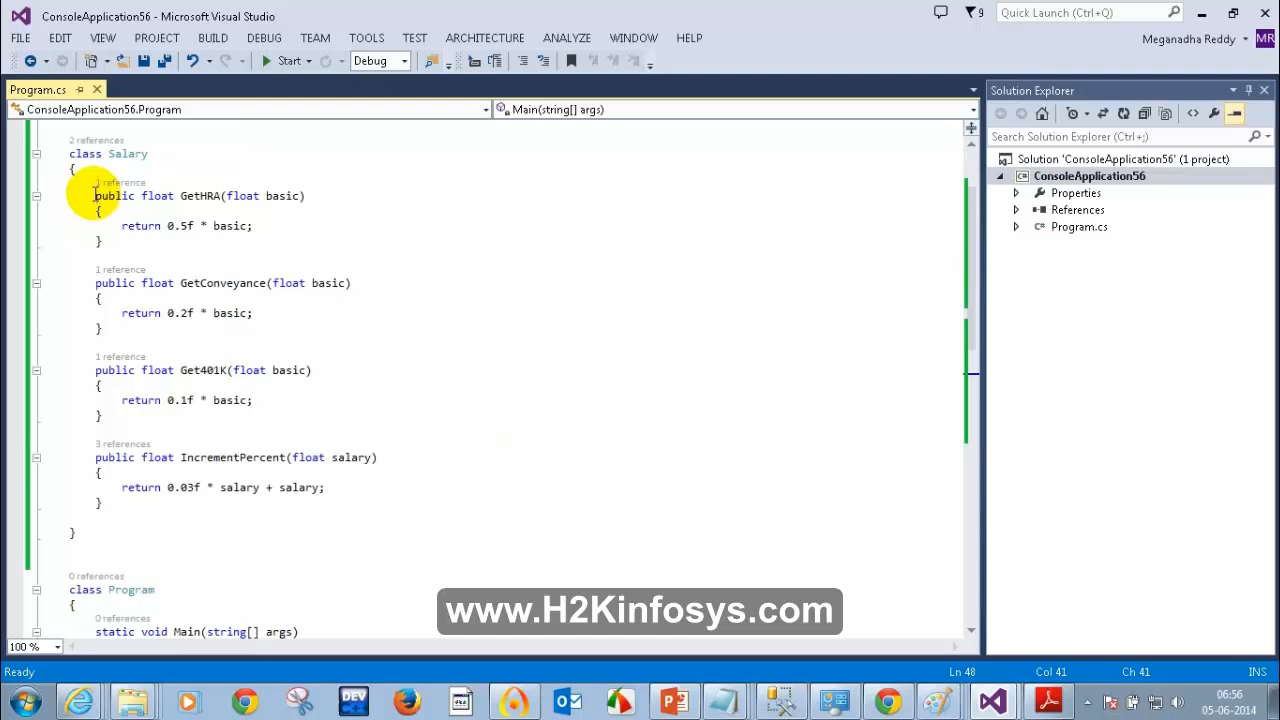 ConsoleApplication56 - Microsoft Visual Studio
9
Quick Launch (Ctrl+Q)
FILE EDIT VIEW PROJECT BUILD DEBUG TEAM TOOLS TEST ARCHITECTURE ANALYZE WINDOW HELP
Meganadha Reddy MR
Start Debug
Program.cs
Solution Explorer
ConsoleApplication56.Program
Main(string[] args)
Search Solution Explorer (Ctrl+;)
Solution 'ConsoleApplication56' (1 project)
ConsoleApplication56
Properties
References
Program.cs
2 references
class Salary
{
1 reference
public float GetHRA(float basic)
{
return 0.5f * basic;
}
1 reference
public float GetConveyance(float basic)
{
return 0.2f * basic;
}
1 reference
public float Get401K(float basic)
{
return 0.1f * basic;
}
3 references
public float IncrementPercent(float salary)
{
return 0.03f * salary + salary;
}
}
0 references
class Program
{
0 references
static void Main(string[] args)
www.H2Kinfosys.com
100 %
Ready
Ln 48
Col 41
Ch 41
INS
DEV
06:56
05-06-2014